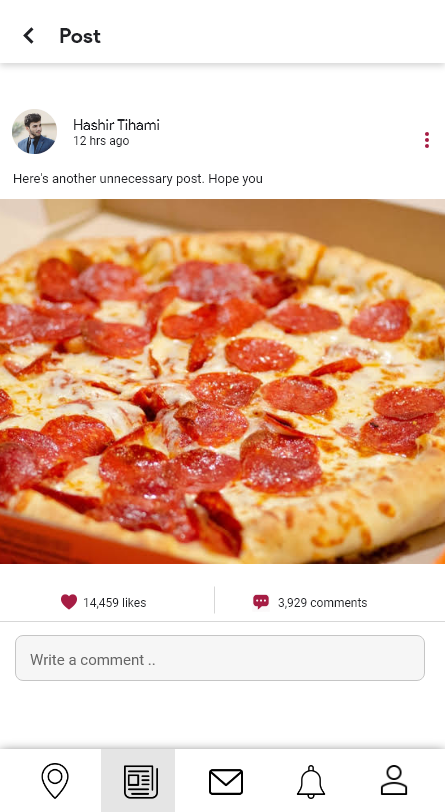 Post
Hashir Tihami
12 hrs ago
Here's another unnecessary post. Hope you
14,459 likes
3,929 comments
Write a comment ..